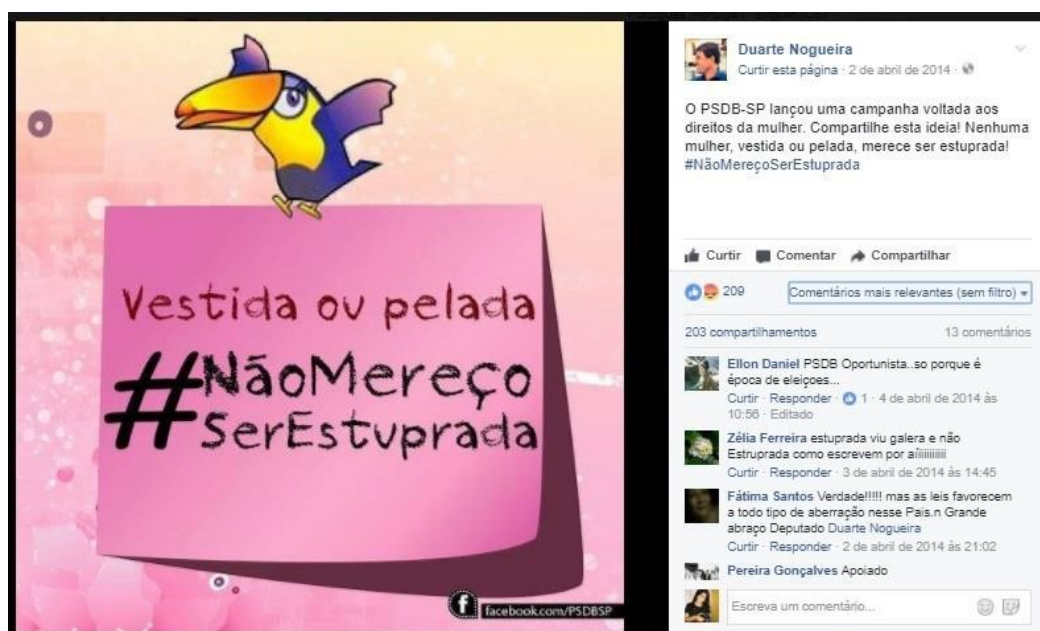 Vestida ou pelada
#NãoMereço
SerEstuprada
facebook.com/PSDBSP
Duarte Nogueira
Curtir esta página · 2 de abril de 2014 ·
O PSDB-SP lançou uma campanha voltada aos
direitos da mulher. Compartilhe esta ideia! Nenhuma
mulher, vestida ou pelada, merece ser estuprada!
#NãoMereçoSerEstuprada
Curtir Comentar Compartilhar
209 Comentários mais relevantes (sem filtro)
203 compartilhamentos 13 comentários
Ellon Daniel PSDB Oportunista..so porque é
época de eleiçoes...
Curtir · Responder · 1 · 4 de abril de 2014 às
10:56 · Editado
Zélia Ferreira estuprada viu galera e não
Estruprada como escrevem por aíiiiiiiiiii
Curtir · Responder · 3 de abril de 2014 às 14:45
Fátima Santos Verdade!!!!! mas as leis favorecem
a todo tipo de aberração nesse Pais.n Grande
abraço Deputado Duarte Nogueira
Curtir · Responder · 2 de abril de 2014 às 21:02
Pereira Gonçalves Apoiado
Escreva um comentário...